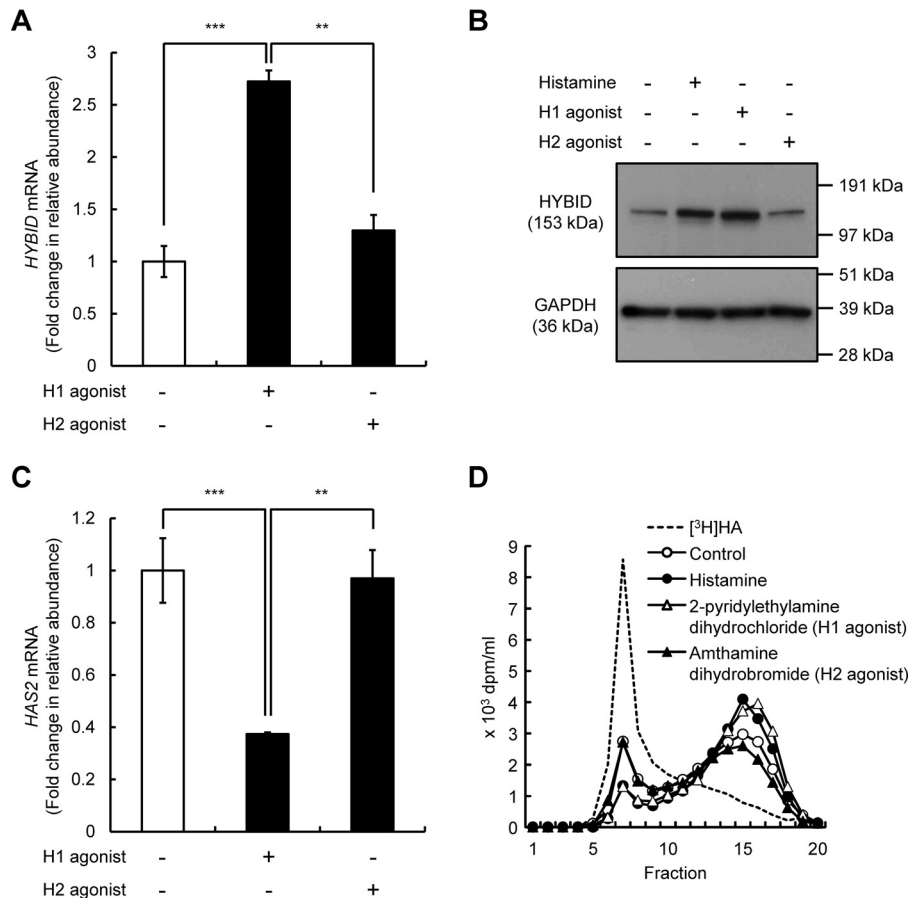 A
*** **
HYBID mRNA
(Fold change in relative abundance)
3
2.5
2
1.5
1
0.5
0
H1 agonist - + -
H2 agonist - - +
B
Histamine - + - -
H1 agonist - - + -
H2 agonist - - - +
HYBID
(153 kDa)
191 kDa
97 kDa
GAPDH
(36 kDa)
51 kDa
39 kDa
28 kDa
C
*** **
HAS2 mRNA
(Fold change in relative abundance)
1.2
1
0.8
0.6
0.4
0.2
0
H1 agonist - + -
H2 agonist - - +
D
[³H]HA
Control
Histamine
2-pyridylethylamine
dihydrochloride (H1 agonist)
Amthamine
dihydrobromide (H2 agonist)
x 10³ dpm/ml
9
8
7
6
5
4
3
2
1
0
1 5 10 15 20
Fraction